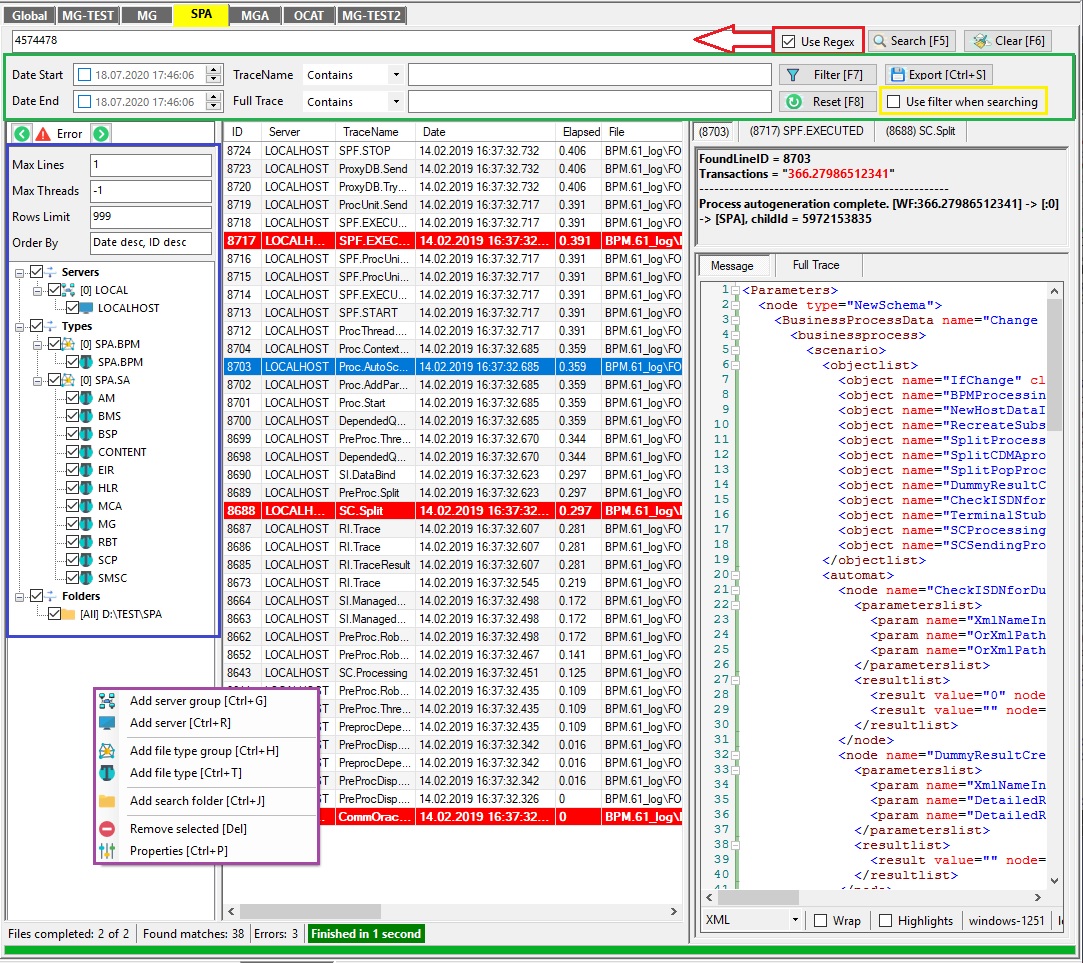 Global MG-TEST MG SPA MGA OCAT MG-TEST2
4574478 Use Regex Search [F5] Clear [F6]
Date Start 18.07.2020 17:46:06 TraceName Contains Filter [F7] Export [Ctrl+S]
Date End 18.07.2020 17:46:06 Full Trace Contains Reset [F8] Use filter when searching
Error
Max Lines 1
Max Threads -1
Rows Limit 999
Order By Date desc, ID desc
Servers
[0] LOCAL
LOCALHOST
Types
[0] SPA.BPM
SPA.BPM
[0] SPA.SA
AM
BMS
BSP
CONTENT
EIR
HLR
MCA
MG
RBT
SCP
SMSC
Folders
[All] D:\TEST\SPA
Add server group [Ctrl+G]
Add server [Ctrl+R]
Add file type group [Ctrl+H]
Add file type [Ctrl+T]
Add search folder [Ctrl+J]
Remove selected [Del]
Properties [Ctrl+P]
ID Server TraceName Date Elapsed File
8724 LOCALHOST SPF.STOP 14.02.2019 16:37:32.732 0.406 BPM.61_log\FO
8723 LOCALHOST ProxyDB.Send 14.02.2019 16:37:32.732 0.406 BPM.61_log\FO
8720 LOCALHOST ProxyDB.Try... 14.02.2019 16:37:32.732 0.406 BPM.61_log\FO
8719 LOCALHOST ProcUnit.Send 14.02.2019 16:37:32.717 0.391 BPM.61_log\FO
8718 LOCALHOST SPF.EXECU... 14.02.2019 16:37:32.717 0.391 BPM.61_log\FO
8717 LOCALH... SPF.EXEC... 14.02.2019 16:37:32... 0.391 BPM.61_log\I
8716 LOCALHOST SPF.ProcUni... 14.02.2019 16:37:32.717 0.391 BPM.61_log\FO
8715 LOCALHOST SPF.ProcUni... 14.02.2019 16:37:32.717 0.391 BPM.61_log\FO
8714 LOCALHOST SPF.EXECU... 14.02.2019 16:37:32.717 0.391 BPM.61_log\FO
8713 LOCALHOST SPF.START 14.02.2019 16:37:32.717 0.391 BPM.61_log\FO
8712 LOCALHOST ProcThread.... 14.02.2019 16:37:32.717 0.391 BPM.61_log\FO
8704 LOCALHOST Proc.Context... 14.02.2019 16:37:32.685 0.359 BPM.61_log\FO
8703 LOCALHOST Proc.AutoSc... 14.02.2019 16:37:32.685 0.359 BPM.61_log\FO
8702 LOCALHOST Proc.AddPar... 14.02.2019 16:37:32.685 0.359 BPM.61_log\FO
8701 LOCALHOST Proc.Start 14.02.2019 16:37:32.685 0.359 BPM.61_log\FO
8700 LOCALHOST DependedQ... 14.02.2019 16:37:32.685 0.359 BPM.61_log\FO
8699 LOCALHOST PreProc.Thre... 14.02.2019 16:37:32.670 0.344 BPM.61_log\FO
8698 LOCALHOST DependedQ... 14.02.2019 16:37:32.670 0.344 BPM.61_log\FO
8690 LOCALHOST SI.DataBind 14.02.2019 16:37:32.623 0.297 BPM.61_log\FO
8689 LOCALHOST PreProc.Split 14.02.2019 16:37:32.623 0.297 BPM.61_log\FO
8688 LOCALH... SC.Split 14.02.2019 16:37:32... 0.297 BPM.61_log\I
8687 LOCALHOST RI.Trace 14.02.2019 16:37:32.607 0.281 BPM.61_log\FO
8686 LOCALHOST RI.Trace 14.02.2019 16:37:32.607 0.281 BPM.61_log\FO
8685 LOCALHOST RI.TraceResult 14.02.2019 16:37:32.607 0.281 BPM.61_log\FO
8673 LOCALHOST RI.Trace 14.02.2019 16:37:32.545 0.219 BPM.61_log\FO
8664 LOCALHOST SI.Managed... 14.02.2019 16:37:32.498 0.172 BPM.61_log\FO
8663 LOCALHOST SI.Managed... 14.02.2019 16:37:32.498 0.172 BPM.61_log\FO
8662 LOCALHOST PreProc.Rob... 14.02.2019 16:37:32.498 0.172 BPM.61_log\FO
8652 LOCALHOST PreProc.Rob... 14.02.2019 16:37:32.467 0.141 BPM.61_log\FO
8643 LOCALHOST SC.Processing 14.02.2019 16:37:32.451 0.125 BPM.61_log\FO
PreProc.Rob... 14.02.2019 16:37:32.435 0.109 BPM.61_log\FO
PreProc.Thre... 14.02.2019 16:37:32.435 0.109 BPM.61_log\FO
PreprocDepe... 14.02.2019 16:37:32.435 0.109 BPM.61_log\FO
PreProcDisp.... 14.02.2019 16:37:32.342 0.016 BPM.61_log\FO
PreprocDepe... 14.02.2019 16:37:32.342 0.016 BPM.61_log\FO
PreProcDisp.... 14.02.2019 16:37:32.342 0.016 BPM.61_log\FO
PreProcDisp.... 14.02.2019 16:37:32.326 0 BPM.61_log\FO
CommOrac... 14.02.2019 16:37:32... 0 BPM.61_log\I
(8703) (8717) SPF.EXECUTED (8688) SC.Split
FoundLineID = 8703
Transactions = "366.27986512341"
--------------------------------------------------
Process autogeneration complete. [WF:366.27986512341] -> [:0]
-> [SPA], childId = 5972153835
Message Full Trace
1 <Parameters>
2 <node type="NewSchema">
3 <BusinessProcessData name="Change
4 <businessprocess>
5 <scenario>
6 <objectlist>
7 <object name="IfChange" cl
8 <object name="BPMProcessin
9 <object name="NewHostDataI
10 <object name="RecreateSubs
11 <object name="SplitProcess
12 <object name="SplitCDMApro
13 <object name="SplitPopProc
14 <object name="DummyResultC
15 <object name="CheckISDNfor
16 <object name="TerminalStub
17 <object name="SCProcessing
18 <object name="SCSendingPro
19 </objectlist>
20 <automat>
21 <node name="CheckISDNforDu
22 <parameterslist>
23 <param name="XmlNameIn
24 <param name="OrXmlPath
25 <param name="OrXmlPath
26 </parameterslist>
27 <resultlist>
28 <result value="0" node
29 <result value="" node=
30 </resultlist>
31 </node>
32 <node name="DummyResultCre
33 <parameterslist>
34 <param name="XmlNameIn
35 <param name="DetailedR
36 <param name="DetailedR
37 </parameterslist>
38 <resultlist>
39 <result value="" node=
40 </resultlist>
41 </node>
XML Wrap Highlights windows-1251
Files completed: 2 of 2 Found matches: 38 Errors: 3 Finished in 1 second